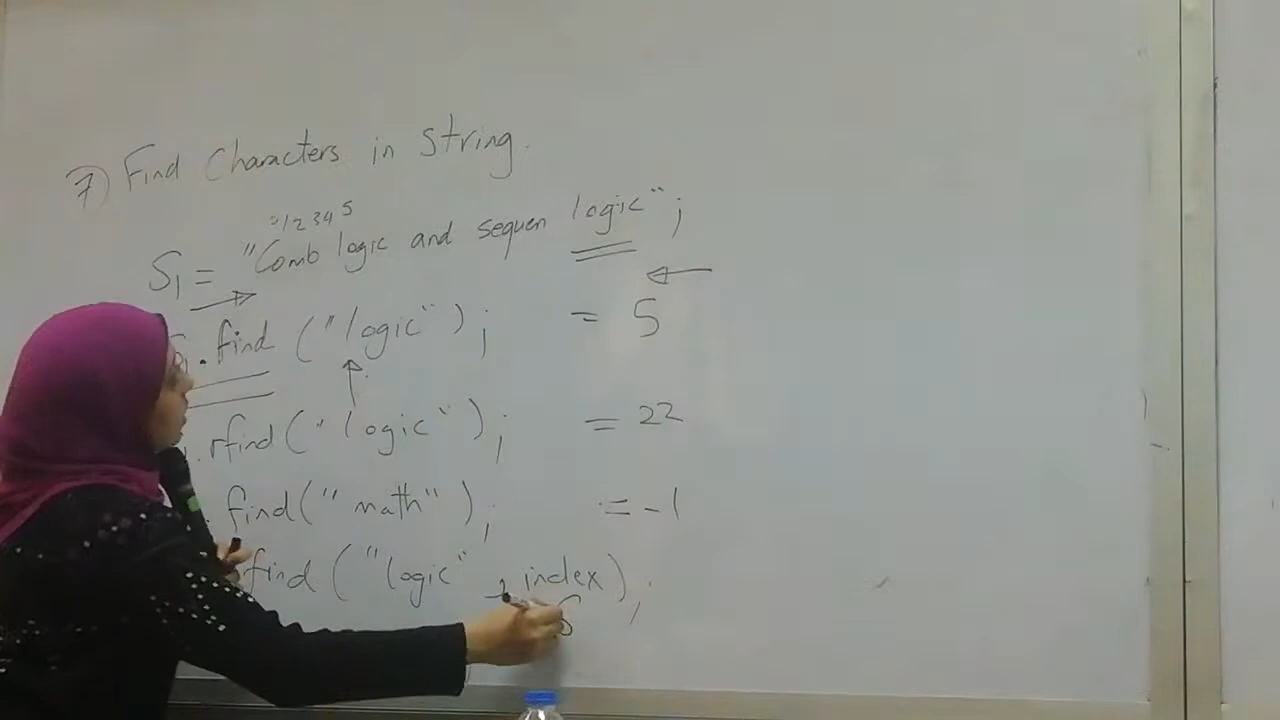 7) Find Characters in String.
012345
S1 = "Comb logic and sequen logic" ;
.find ("logic") ; = 5
.rfind ("logic") ; = 22
.find ("math") ; = -1
find ("logic" , index) ;
6